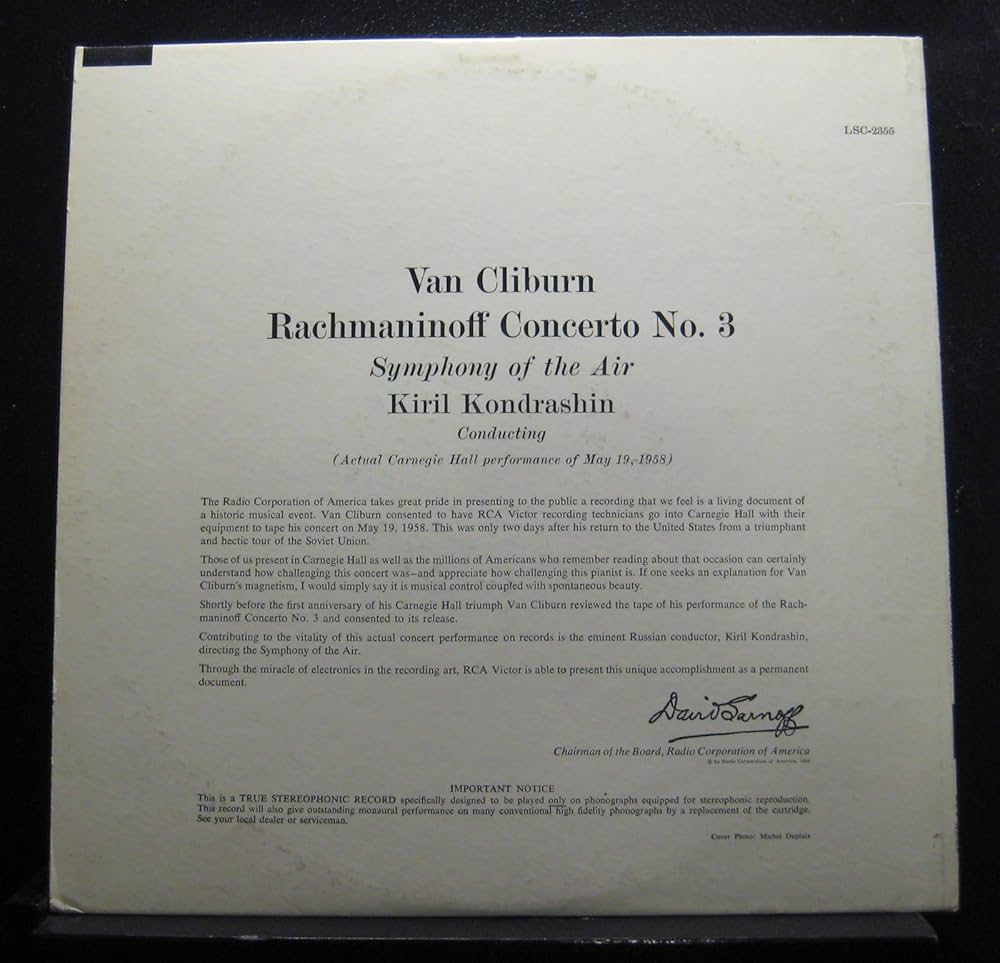 LSC-2355
Van Cliburn
Rachmaninoff Concerto No. 3
Symphony of the Air
Kiril Kondrashin
Conducting
(Actual Carnegie Hall performance of May 19, 1958)
The Radio Corporation of America takes great pride in presenting to the public a recording that we feel is a living document of
a historic musical event. Van Cliburn consented to have RCA Victor recording technicians go into Carnegie Hall with their
equipment to tape his concert on May 19, 1958. This was only two days after his return to the United States from a triumphant
and hectic tour of the Soviet Union.
Those of us present in Carnegie Hall as well as the millions of Americans who remember reading about that occasion can certainly
understand how challenging this concert was—and appreciate how challenging this pianist is. If one seeks an explanation for Van
Cliburn's magnetism, I would simply say it is musical control coupled with spontaneous beauty.
Shortly before the first anniversary of his Carnegie Hall triumph Van Cliburn reviewed the tape of his performance of the Rach-
maninoff Concerto No. 3 and consented to its release.
Contributing to the vitality of this actual concert performance on records is the eminent Russian conductor, Kiril Kondrashin,
directing the Symphony of the Air.
Through the miracle of electronics in the recording art, RCA Victor is able to present this unique accomplishment as a permanent
document.
David Sarnoff
Chairman of the Board, Radio Corporation of America
© by Radio Corporation of America,
IMPORTANT NOTICE
This is a TRUE STEREOPHONIC RECORD specifically designed to be played only on phonographs equipped for stereophonic reproduction.
This record will also give outstanding monaural performance on many conventional high fidelity phonographs by a replacement of the cartridge.
See your local dealer or serviceman.
Cover Photo: Michel Duplaix